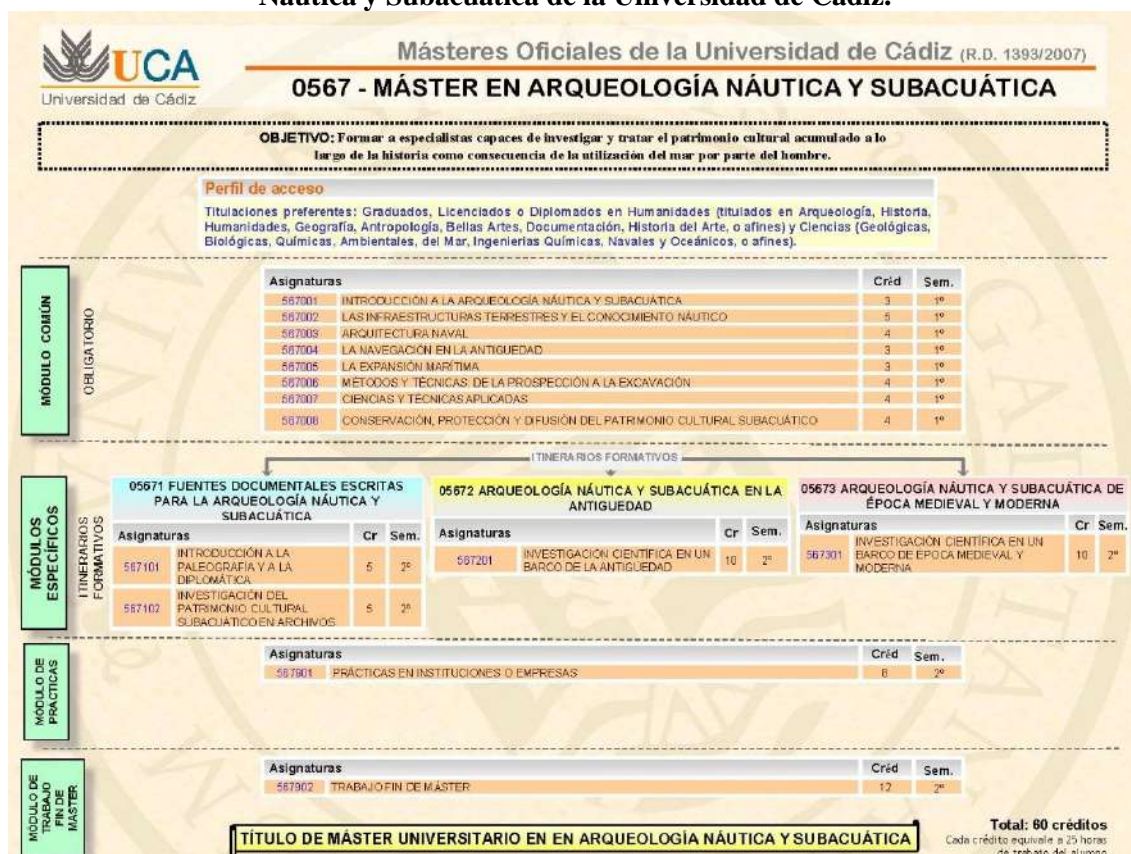 Náutica y Subacuática de la Universidad de Cádiz.
UCA
Universidad de Cádiz
Másteres Oficiales de la Universidad de Cádiz (R.D. 1393/2007)
0567 - MÁSTER EN ARQUEOLOGÍA NÁUTICA Y SUBACUÁTICA
OBJETIVO: Formar a especialistas capaces de investigar y tratar el patrimonio cultural acumulado a lo
largo de la historia como consecuencia de la utilización del mar por parte del hombre.
Perfil de acceso
Titulaciones preferentes: Graduados, Licenciados o Diplomados en Humanidades (titulados en Arqueología, Historia,
Humanidades, Geografía, Antropología, Bellas Artes, Documentación, Historia del Arte, o afines) y Ciencias (Geológicas,
Biológicas, Químicas, Ambientales, del Mar, Ingenierias Químicas, Navales y Oceánicos, o afines).
MÓDULO COMÚN
OBLIGATORIO
Asignaturas Créd Sem.
567001 INTRODUCCIÓN A LA ARQUEOLOGÍA NÁUTICA Y SUBACUÁTICA 3 1º
567002 LAS INFRAESTRUCTURAS TERRESTRES Y EL CONOCIMIENTO NÁUTICO 5 1º
567003 ARQUITECTURA NAVAL 4 1º
567004 LA NAVEGACIÓN EN LA ANTIGUEDAD 3 1º
567005 LA EXPANSIÓN MARÍTIMA 3 1º
567006 MÉTODOS Y TÉCNICAS: DE LA PROSPECCIÓN A LA EXCAVACIÓN 4 1º
567007 CIENCIAS Y TÉCNICAS APLICADAS 4 1º
567008 CONSERVACIÓN, PROTECCIÓN Y DIFUSIÓN DEL PATRIMONIO CULTURAL SUBACUÁTICO 4 1º
ITINERARIOS FORMATIVOS
MÓDULOS
ESPECÍFICOS
ITINERARIOS
FORMATIVOS
05671 FUENTES DOCUMENTALES ESCRITAS
PARA LA ARQUEOLOGÍA NÁUTICA Y
SUBACUÁTICA
Asignaturas Cr Sem.
567101 INTRODUCCIÓN A LA
PALEOGRAFÍA Y A LA
DIPLOMÁTICA 5 2º
567102 INVESTIGACIÓN DEL
PATRIMONIO CULTURAL
SUBACUÁTICO EN ARCHIVOS 5 2º
05672 ARQUEOLOGÍA NÁUTICA Y SUBACUÁTICA EN LA
ANTIGUEDAD
Asignaturas Cr Sem.
567201 INVESTIGACIÓN CIENTÍFICA EN UN
BARCO DE LA ANTIGÜEDAD 10 2º
05673 ARQUEOLOGÍA NÁUTICA Y SUBACUÁTICA DE
ÉPOCA MEDIEVAL Y MODERNA
Asignaturas Cr Sem.
567301 INVESTIGACIÓN CIENTÍFICA EN UN
BARCO DE EPOCA MEDIEVAL Y
MODERNA 10 2º
MÓDULO DE
PRACTICAS
Asignaturas Créd Sem.
567901 PRÁCTICAS EN INSTITUCIONES O EMPRESAS 8 2º
MÓDULO DE
TRABAJO
FIN DE
MASTER
Asignaturas Créd Sem.
567902 TRABAJO FIN DE MÁSTER 12 2º
TÍTULO DE MÁSTER UNIVERSITARIO EN EN ARQUEOLOGÍA NÁUTICA Y SUBACUÁTICA
Total: 60 créditos
Cada crédito equivale a 25 horas
de trabajo del alumno